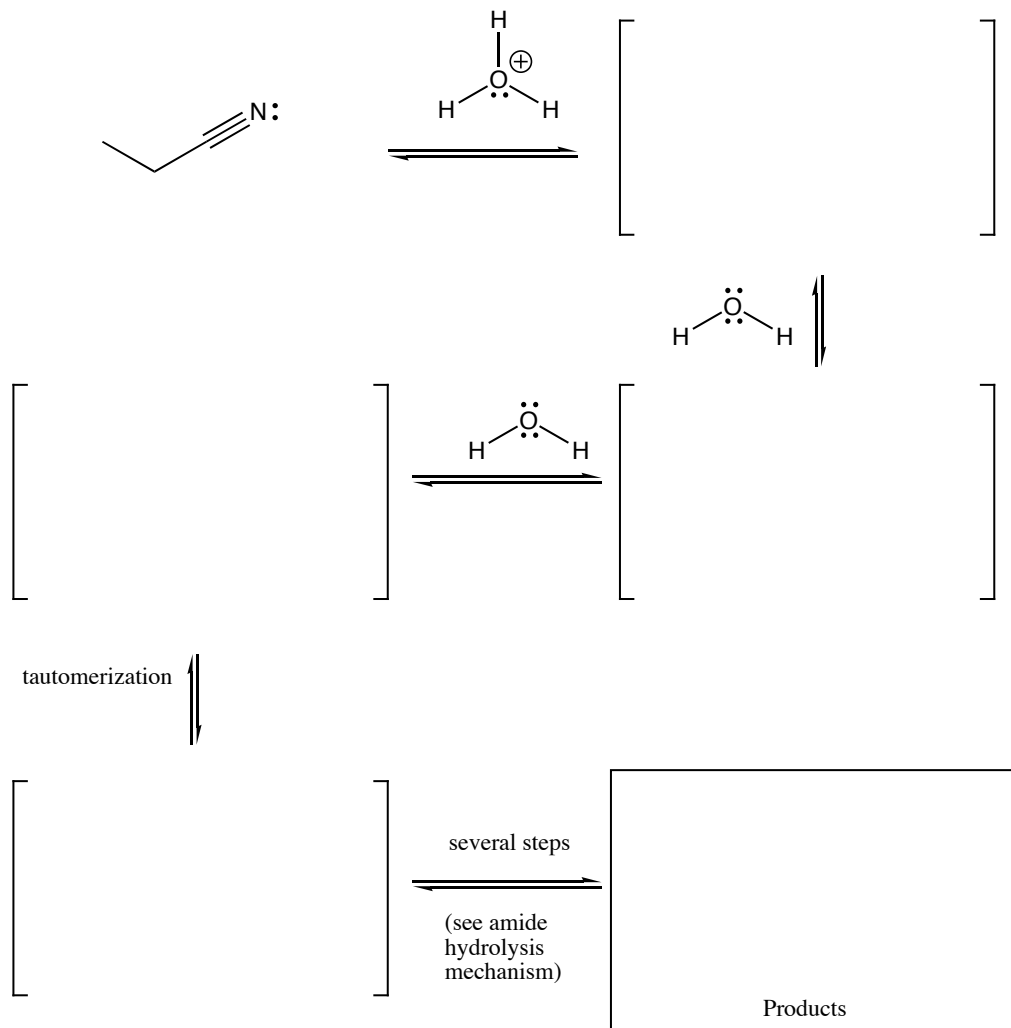 H
O
H H
N
O
H H
O
H H
tautomerization
several steps
(see amide
hydrolysis
mechanism)
Products